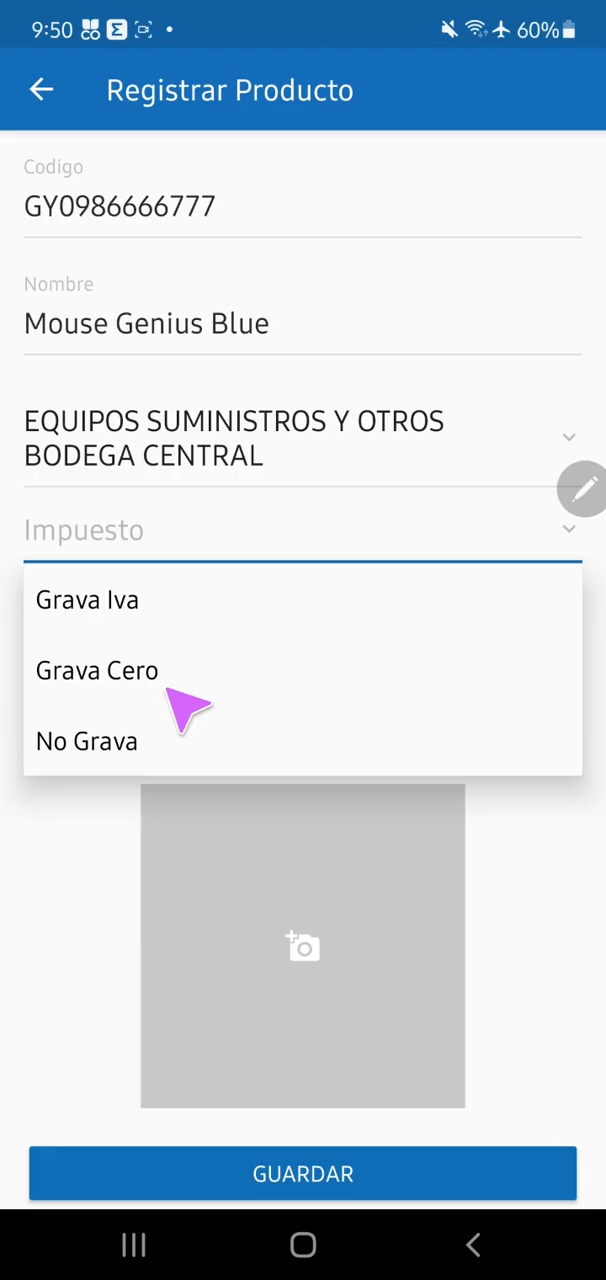 9:50
60%
Registrar Producto
Codigo
GY0986666777
Nombre
Mouse Genius Blue
EQUIPOS SUMINISTROS Y OTROS
BODEGA CENTRAL
Impuesto
Grava Iva
Grava Cero
No Grava
GUARDAR